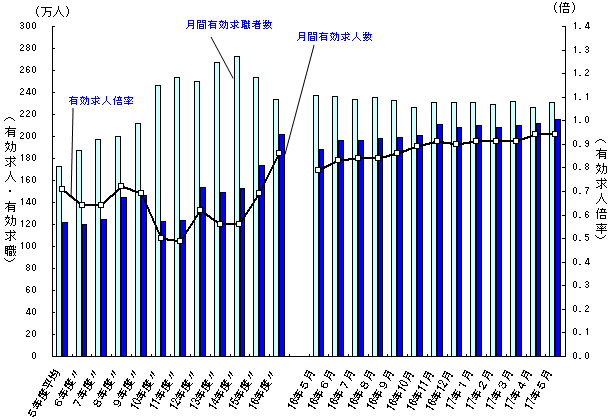 (万人)
(倍)
月間有効求職者数
月間有効求人数
有効求人倍率
300
280
260
240
220
200
180
160
140
120
100
80
60
40
20
0
1.4
1.3
1.2
1.1
1.0
0.9
0.8
0.7
0.6
0.5
0.4
0.3
0.2
0.1
0.0
(有効求人・有効求職)
(有効求人倍率)
5年度平均
6年度〃
7年度〃
8年度〃
9年度〃
10年度〃
11年度〃
12年度〃
13年度〃
14年度〃
15年度〃
16年度〃
16年5月
16年6月
16年7月
16年8月
16年9月
16年10月
16年11月
16年12月
17年1月
17年2月
17年3月
17年4月
17年5月